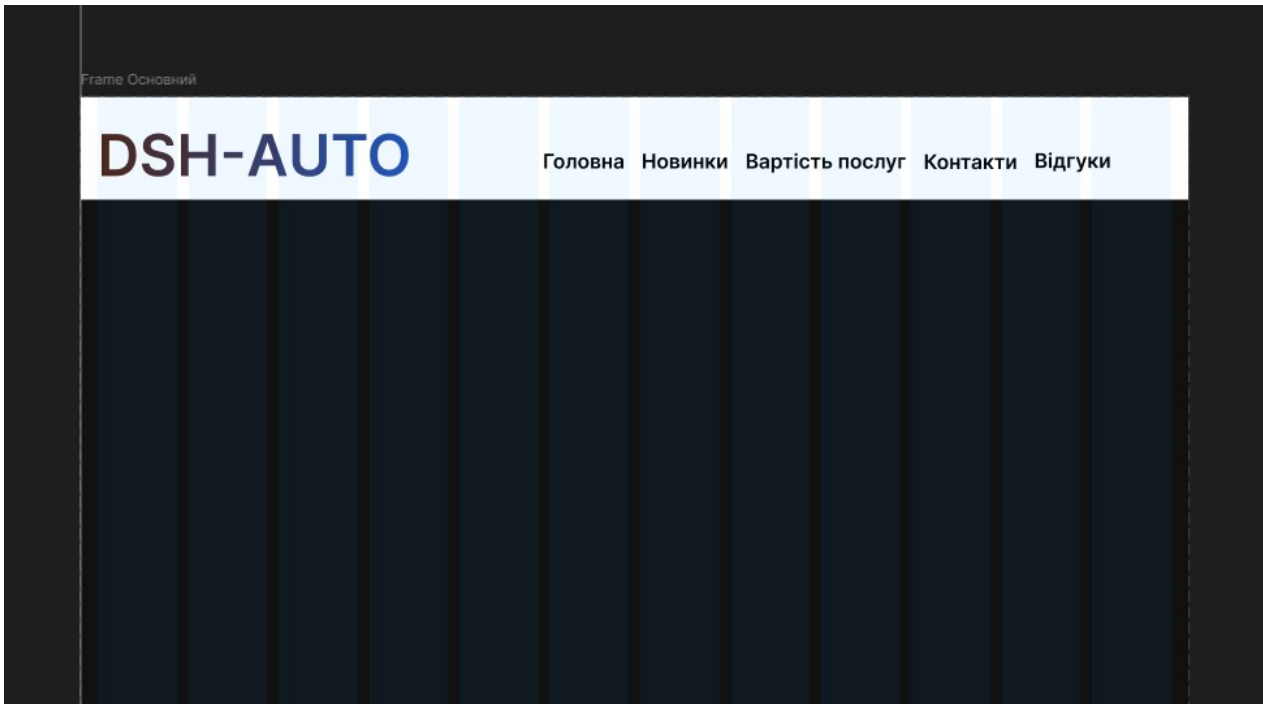 Frame Основний
DSH-AUTO
Головна Новинки Вартість послуг Контакти Відгуки